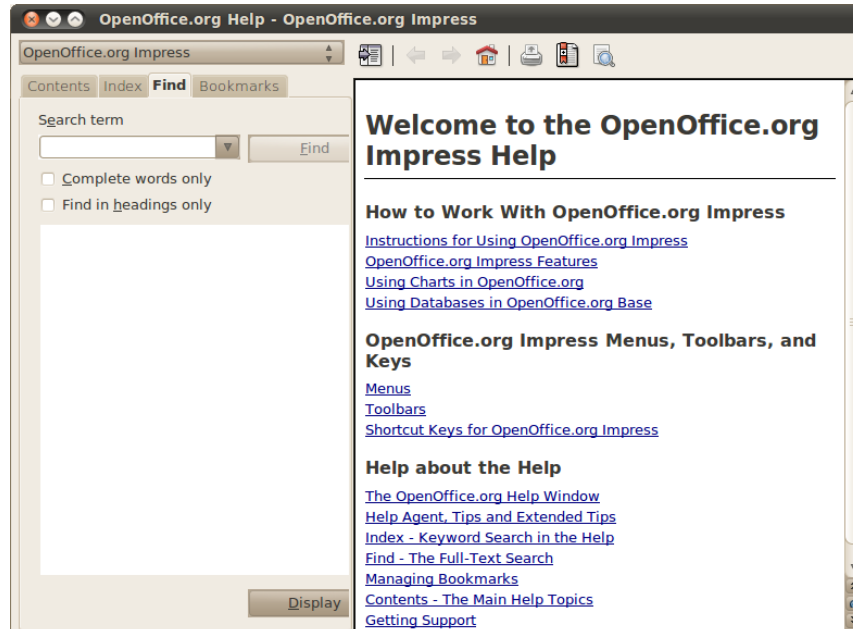 OpenOffice.org Help - OpenOffice.org Impress
OpenOffice.org Impress
Contents Index Find Bookmarks
Search term
Find
Complete words only
Find in headings only
Display
Welcome to the OpenOffice.org
Impress Help
How to Work With OpenOffice.org Impress
Instructions for Using OpenOffice.org Impress
OpenOffice.org Impress Features
Using Charts in OpenOffice.org
Using Databases in OpenOffice.org Base
OpenOffice.org Impress Menus, Toolbars, and
Keys
Menus
Toolbars
Shortcut Keys for OpenOffice.org Impress
Help about the Help
The OpenOffice.org Help Window
Help Agent, Tips and Extended Tips
Index - Keyword Search in the Help
Find - The Full-Text Search
Managing Bookmarks
Contents - The Main Help Topics
Getting Support